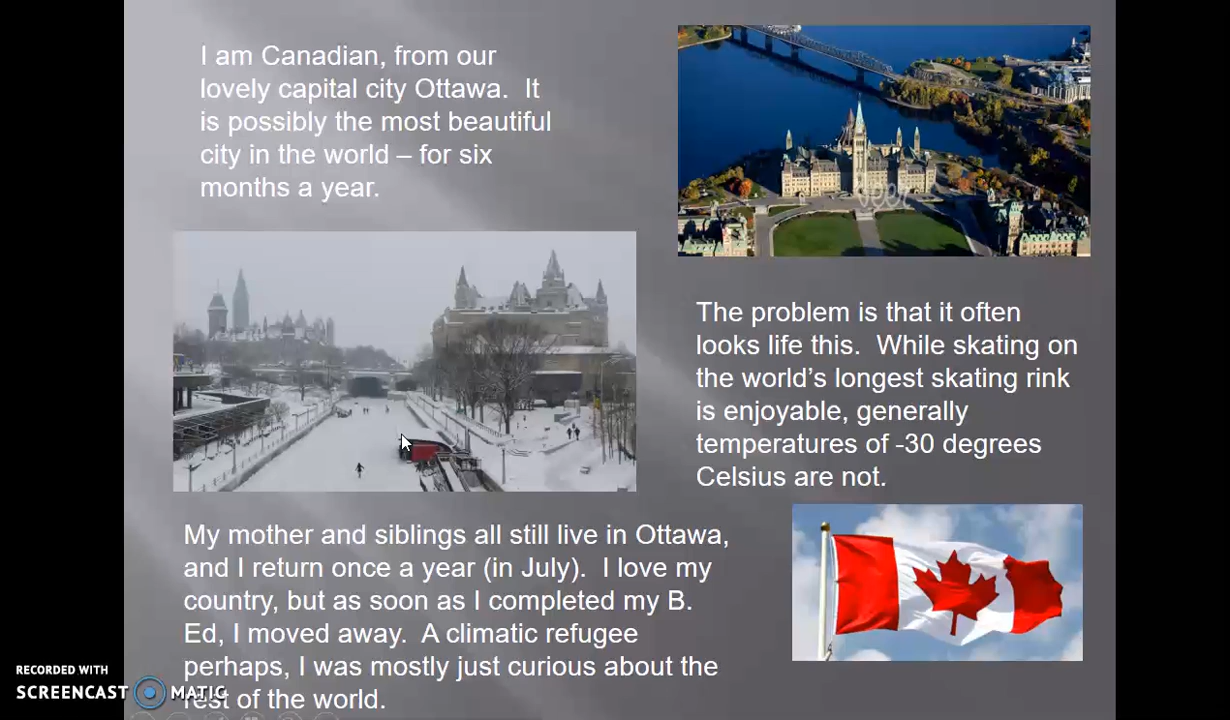 I am Canadian, from our
lovely capital city Ottawa.  It
is possibly the most beautiful
city in the world – for six
months a year.
The problem is that it often
looks life this.  While skating on
the world's longest skating rink
is enjoyable, generally
temperatures of -30 degrees
Celsius are not.
My mother and siblings all still live in Ottawa,
and I return once a year (in July).  I love my
country, but as soon as I completed my B.
Ed, I moved away.  A climatic refugee
perhaps, I was mostly just curious about the
rest of the world.
RECORDED WITH
SCREENCAST MATIC